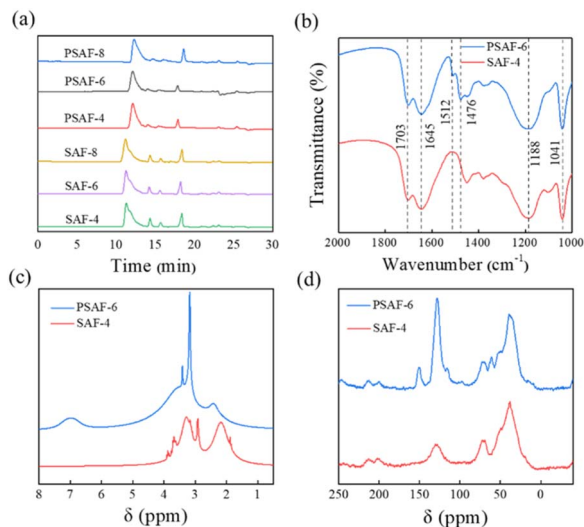 (a)
PSAF-8
PSAF-6
PSAF-4
SAF-8
SAF-6
SAF-4
0 5 10 15 20 25 30
Time (min)
(b)
PSAF-6
SAF-4
Transmittance (%)
1703
1645
1512
1476
1188
1041
2000 1800 1600 1400 1200 1000
Wavenumber (cm⁻¹)
(c)
PSAF-6
SAF-4
8 7 6 5 4 3 2 1
δ (ppm)
(d)
PSAF-6
SAF-4
250 200 150 100 50 0
δ (ppm)